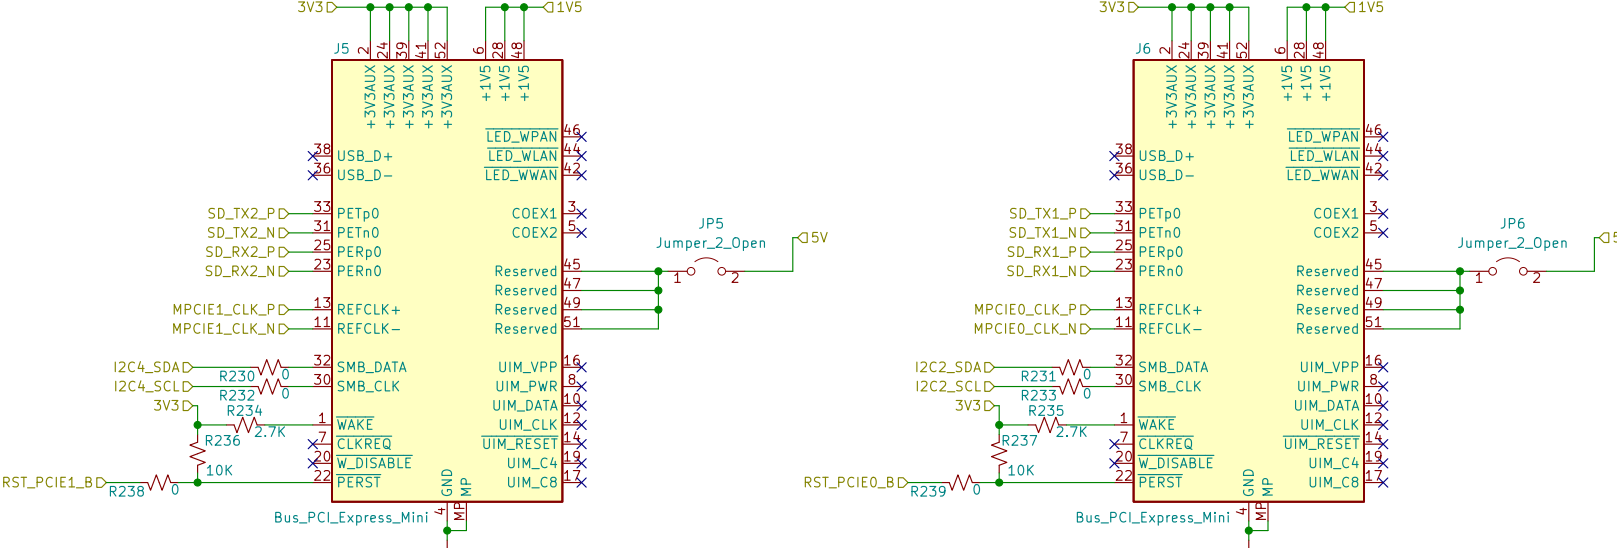 3V3
1V5
J5
2
24
39
41
52
6
28
48
+3V3AUX
+3V3AUX
+3V3AUX
+3V3AUX
+3V3AUX
+1V5
+1V5
+1V5
LED_WPAN 46
38 USB_D+
LED_WLAN 44
36 USB_D-
LED_WWAN 42
SD_TX2_P 33 PETp0
COEX1 3
SD_TX2_N 31 PETn0
COEX2 5
SD_RX2_P 25 PERp0
SD_RX2_N 23 PERn0
Reserved 45
JP5
Jumper_2_Open
1 2
5V
Reserved 47
MPCIE1_CLK_P 13 REFCLK+
Reserved 49
MPCIE1_CLK_N 11 REFCLK-
Reserved 51
I2C4_SDA R230 0 32 SMB_DATA
UIM_VPP 16
I2C4_SCL R232 0 30 SMB_CLK
UIM_PWR 8
3V3
UIM_DATA 10
R234 2.7K 1 WAKE
UIM_CLK 12
R236 10K
7 CLKREQ
UIM_RESET 14
20 W_DISABLE
UIM_C4 19
RST_PCIE1_B R238 0 22 PERST
UIM_C8 17
GND
MP
4
MP
Bus_PCI_Express_Mini
3V3
1V5
J6
2
24
39
41
52
6
28
48
+3V3AUX
+3V3AUX
+3V3AUX
+3V3AUX
+3V3AUX
+1V5
+1V5
+1V5
LED_WPAN 46
38 USB_D+
LED_WLAN 44
36 USB_D-
LED_WWAN 42
SD_TX1_P 33 PETp0
COEX1 3
SD_TX1_N 31 PETn0
COEX2 5
SD_RX1_P 25 PERp0
SD_RX1_N 23 PERn0
Reserved 45
JP6
Jumper_2_Open
1 2
Reserved 47
MPCIE0_CLK_P 13 REFCLK+
Reserved 49
MPCIE0_CLK_N 11 REFCLK-
Reserved 51
I2C2_SDA R231 0 32 SMB_DATA
UIM_VPP 16
I2C2_SCL R233 0 30 SMB_CLK
UIM_PWR 8
3V3
UIM_DATA 10
R235 2.7K 1 WAKE
UIM_CLK 12
R237 10K
7 CLKREQ
UIM_RESET 14
20 W_DISABLE
UIM_C4 19
RST_PCIE0_B R239 0 22 PERST
UIM_C8 17
GND
MP
4
MP
Bus_PCI_Express_Mini